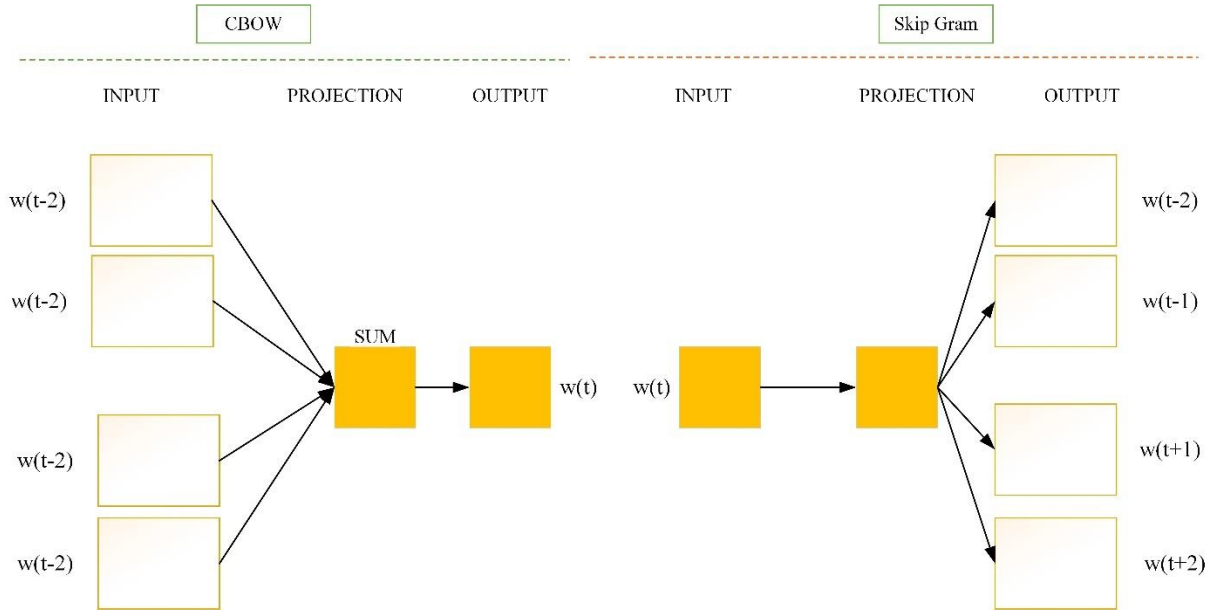 CBOW
Skip Gram
INPUT
PROJECTION
OUTPUT
INPUT
PROJECTION
OUTPUT
w(t-2)
w(t-2)
SUM
w(t)
w(t-2)
w(t-2)
w(t)
w(t-2)
w(t-1)
w(t+1)
w(t+2)